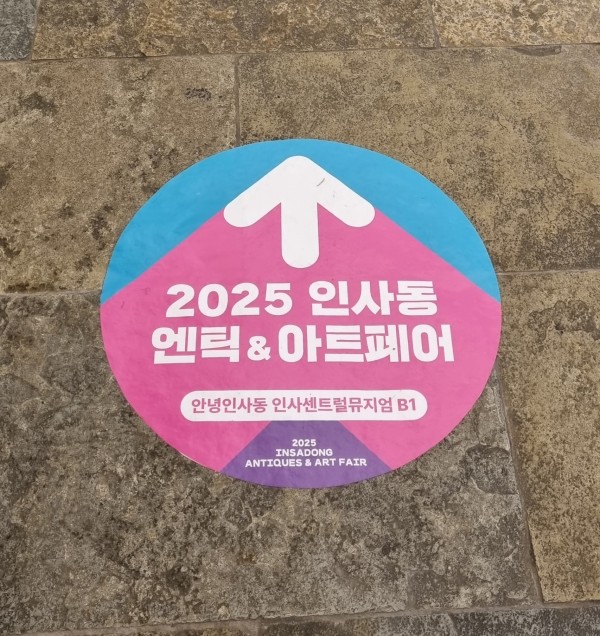 2025 인사동
엔틱 & 아트페어
안녕인사동 인사센트럴뮤지엄 B1
2025
INSADONG
ANTIQUES & ART FAIR